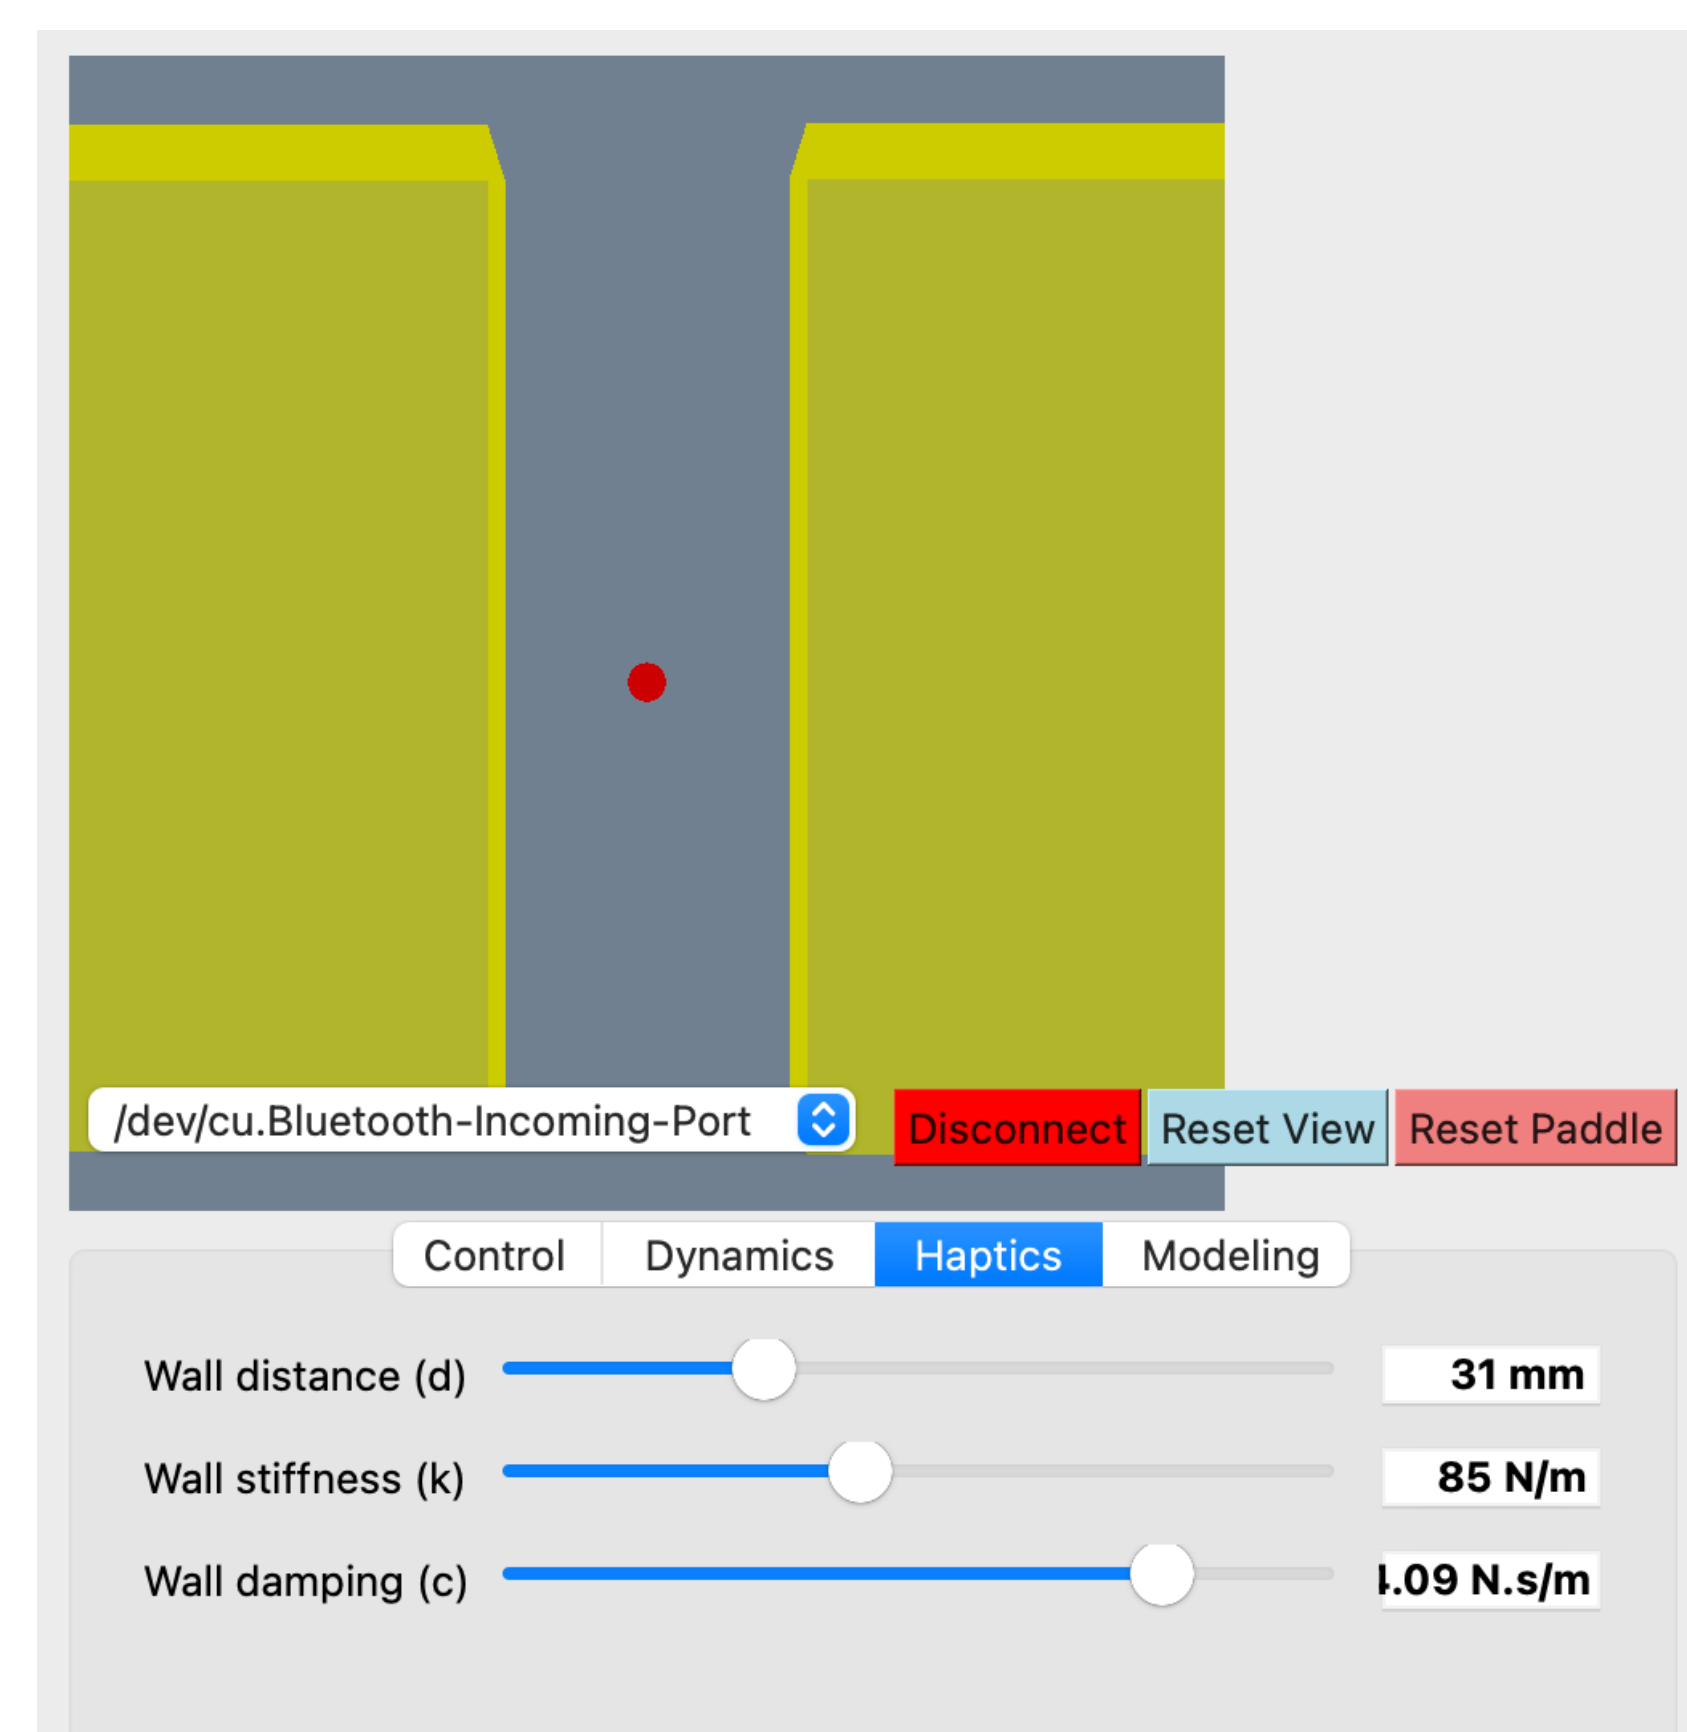 /dev/cu.Bluetooth-Incoming-Port Disconnect Reset View Reset Paddle
Control Dynamics Haptics Modeling
Wall distance (d) 31 mm
Wall stiffness (k) 85 N/m
Wall damping (c) .09 N.s/m